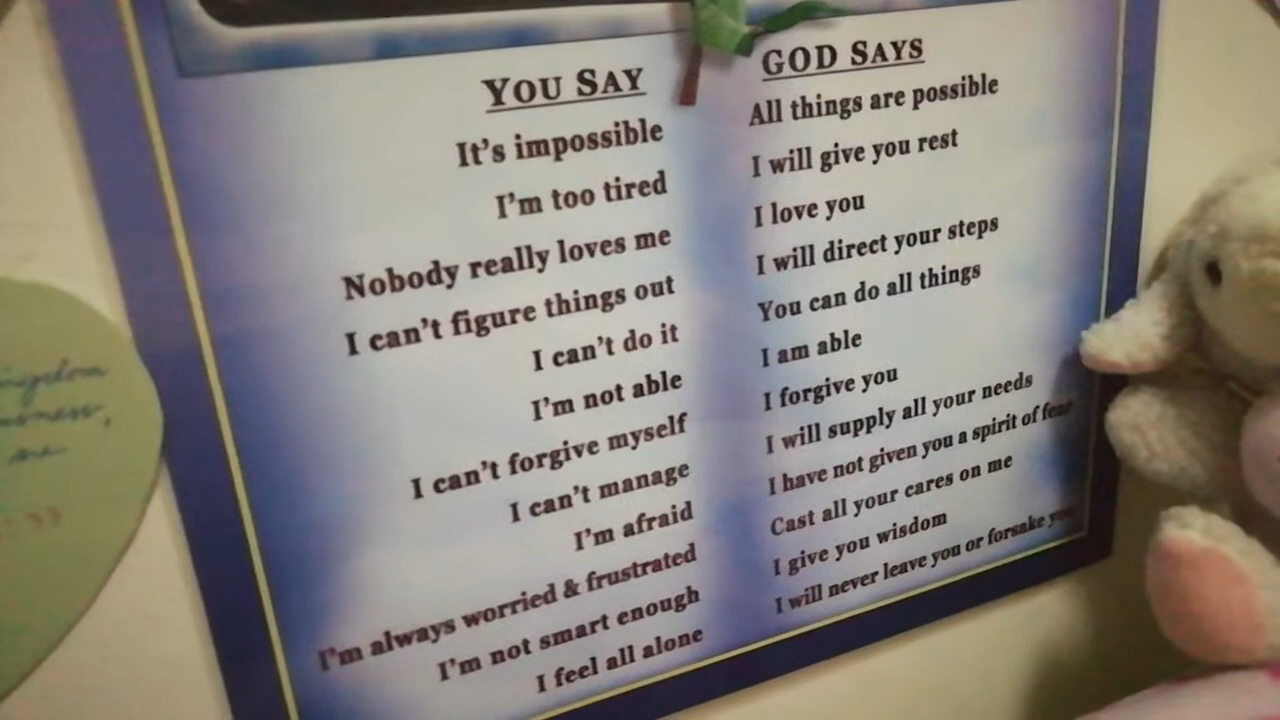 YOU SAY
It's impossible
I'm too tired
Nobody really loves me
I can't figure things out
I can't do it
I'm not able
I can't forgive myself
I can't manage
I'm afraid
I'm always worried & frustrated
I'm not smart enough
I feel all alone
GOD SAYS
All things are possible
I will give you rest
I love you
I will direct your steps
You can do all things
I am able
I forgive you
I will supply all your needs
I have not given you a spirit of fear
Cast all your cares on me
I give you wisdom
I will never leave you or forsake you